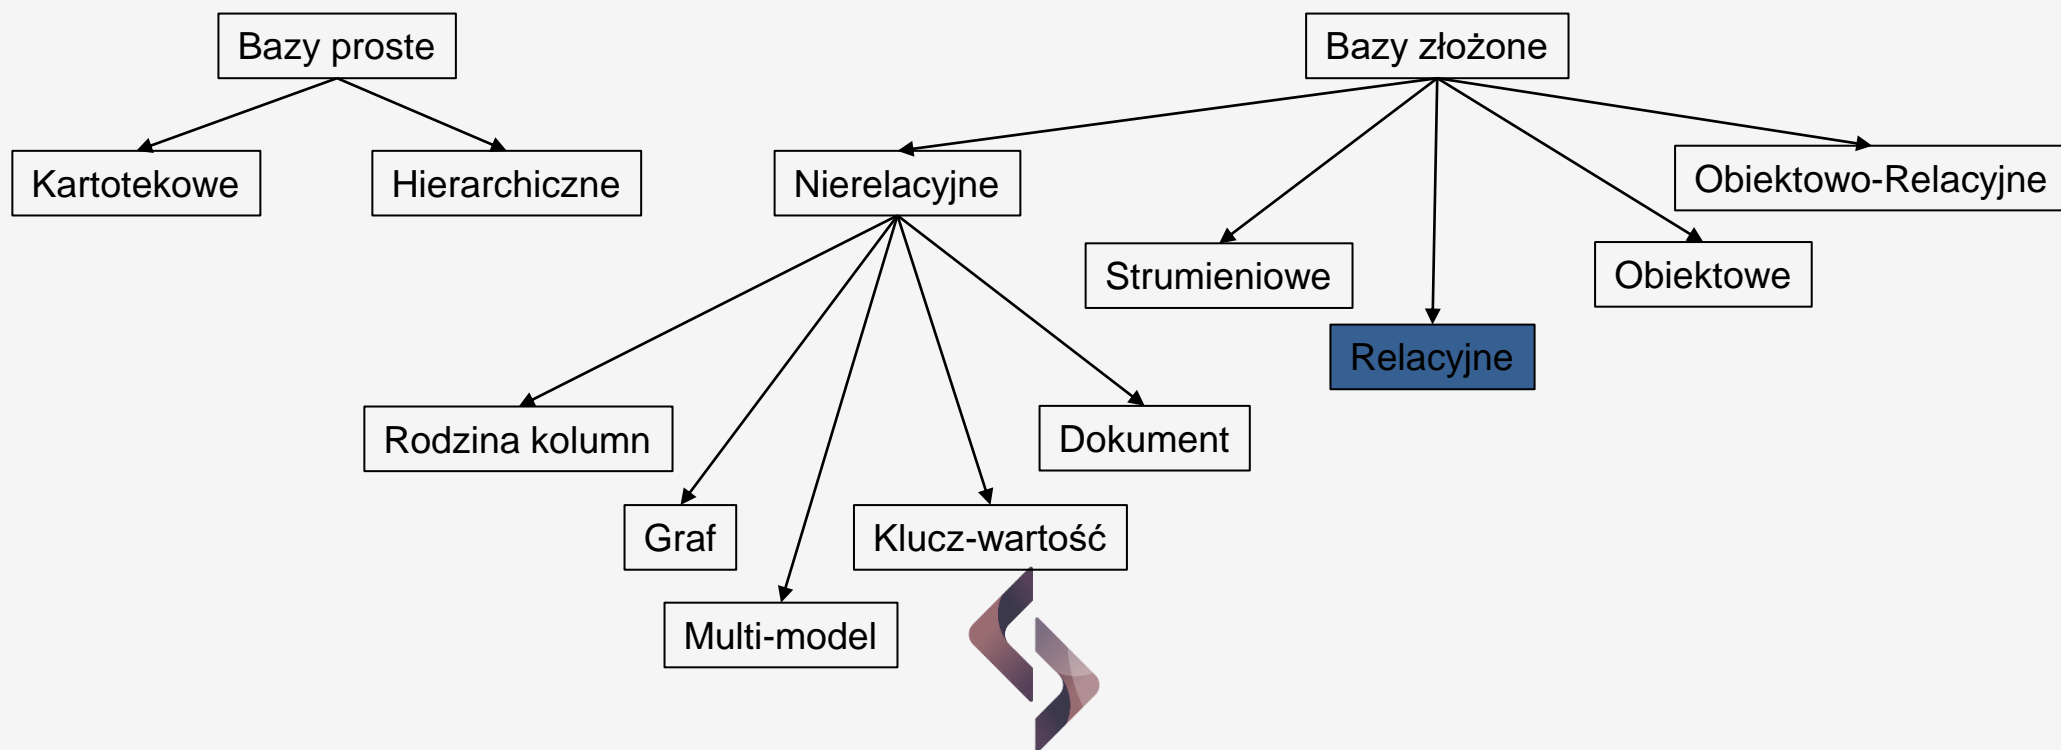 Bazy proste
Bazy złożone
Kartotekowe
Hierarchiczne
Nierelacyjne
Obiektowo-Relacyjne
Strumieniowe
Obiektowe
Relacyjne
Rodzina kolumn
Dokument
Graf
Klucz-wartość
Multi-model